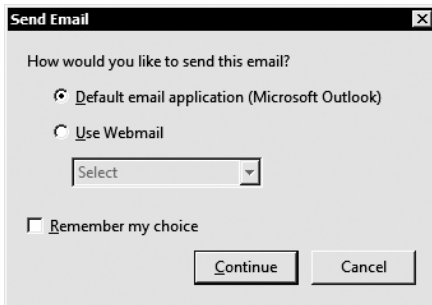 Send Email
How would you like to send this email?
Default email application (Microsoft Outlook)
Use Webmail
Select
Remember my choice
Continue Cancel